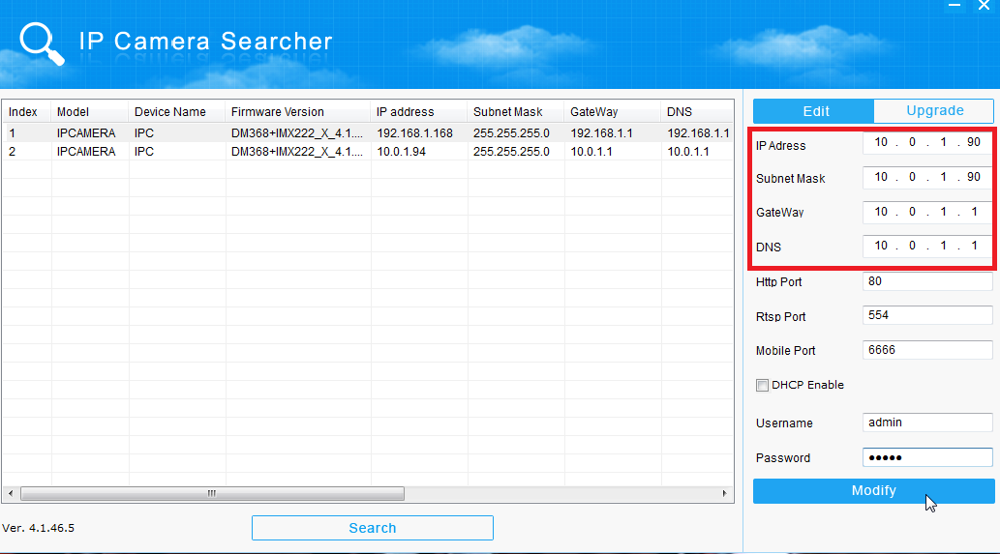 IP Camera Searcher
Index Model Device Name Firmware Version IP address Subnet Mask GateWay DNS
1 IPCAMERA IPC DM368+IMX222_X_4.1.... 192.168.1.168 255.255.255.0 192.168.1.1 192.168.1.1
2 IPCAMERA IPC DM368+IMX222_X_4.1.... 10.0.1.94 255.255.255.0 10.0.1.1 10.0.1.1
Edit Upgrade
IP Adress 10 . 0 . 1 . 90
Subnet Mask 10 . 0 . 1 . 90
GateWay 10 . 0 . 1 . 1
DNS 10 . 0 . 1 . 1
Http Port 80
Rtsp Port 554
Mobile Port 6666
DHCP Enable
Username admin
Password •••••
Modify
Ver. 4.1.46.5
Search